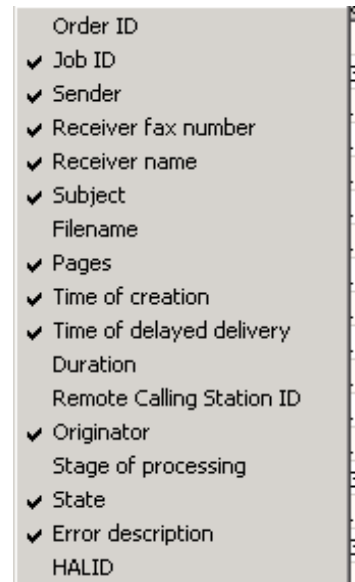 Order ID
Job ID
Sender
Receiver fax number
Receiver name
Subject
Filename
Pages
Time of creation
Time of delayed delivery
Duration
Remote Calling Station ID
Originator
Stage of processing
State
Error description
HALID